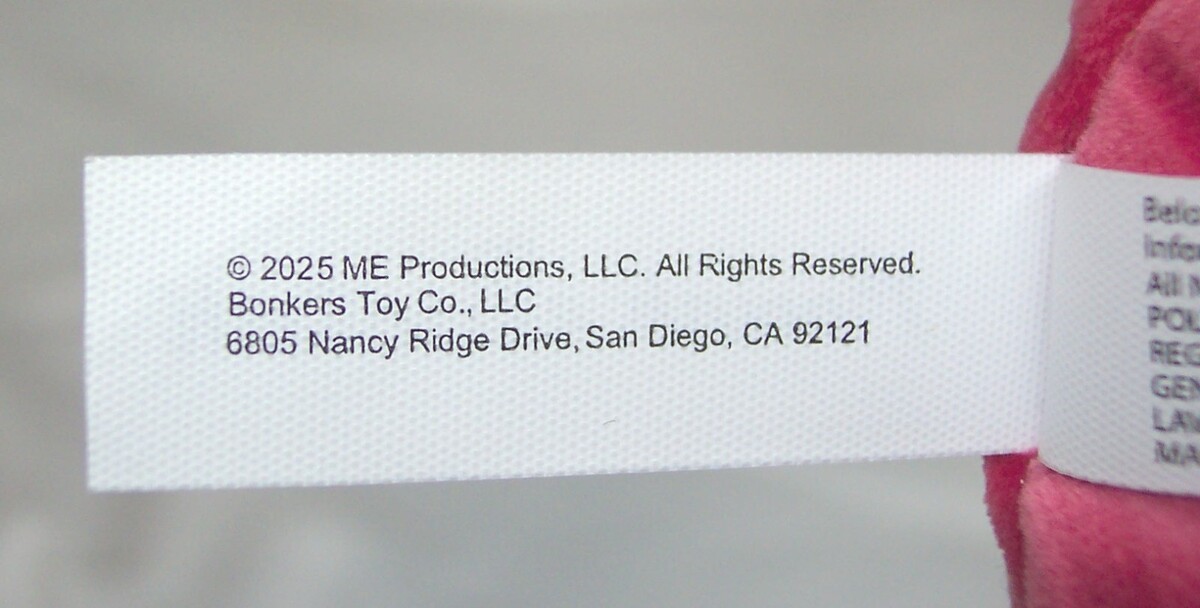 © 2025 ME Productions, LLC. All Rights Reserved.
Bonkers Toy Co., LLC
6805 Nancy Ridge Drive, San Diego, CA 92121
All